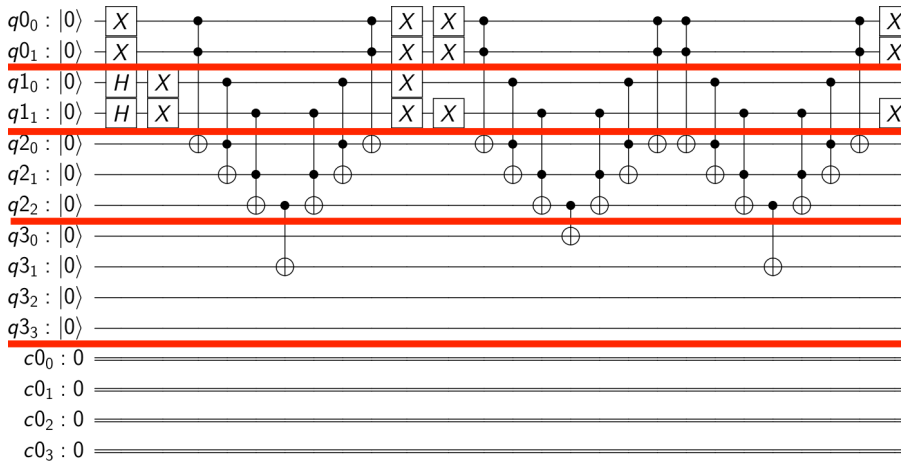 q0₀ : |0⟩ X X X X
q0₁ : |0⟩ X X X X
q1₀ : |0⟩ H X X
q1₁ : |0⟩ H X X X X
q2₀ : |0⟩
q2₁ : |0⟩
q2₂ : |0⟩
q3₀ : |0⟩
q3₁ : |0⟩
q3₂ : |0⟩
q3₃ : |0⟩
c0₀ : 0
c0₁ : 0
c0₂ : 0
c0₃ : 0